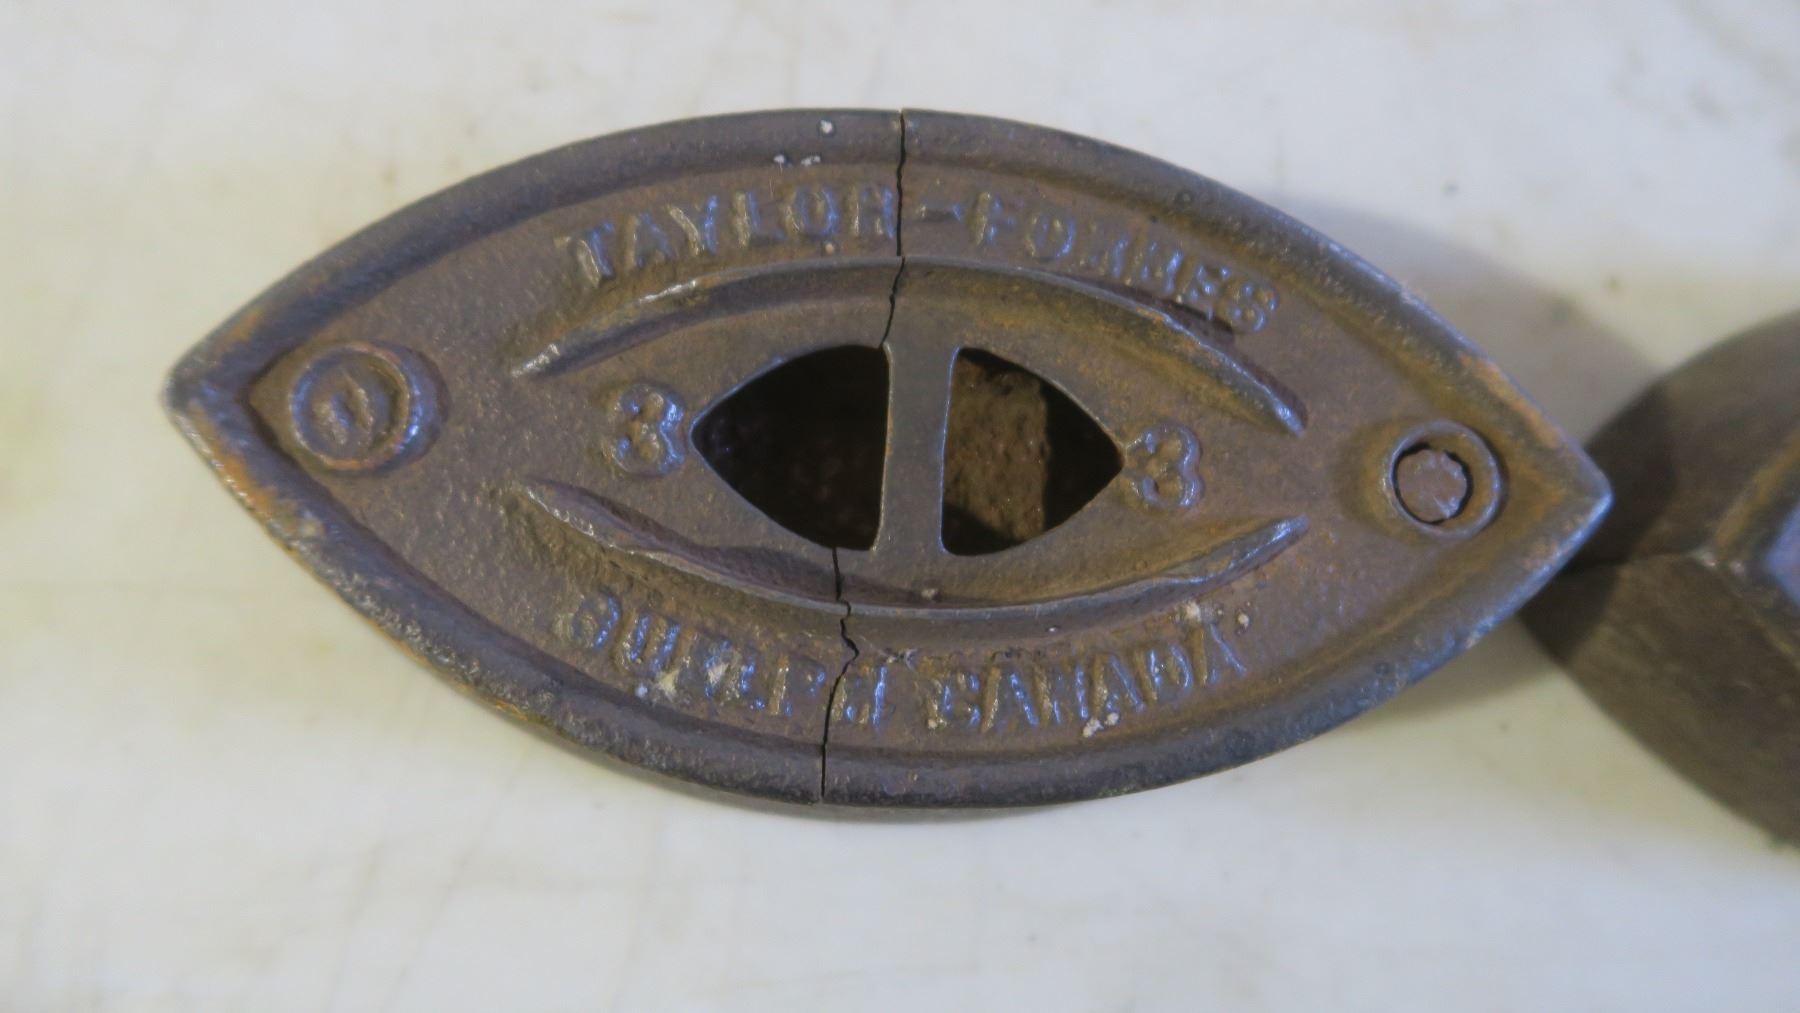 TAYLOR-FORBES
3 3
GUELPH CANADA